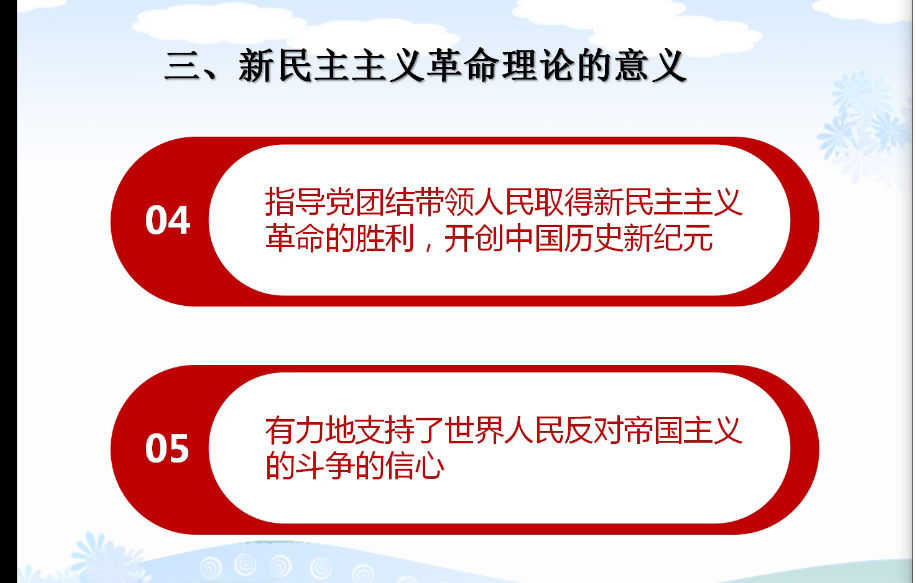 三、新民主主义革命理论的意义
04
指导党团结带领人民取得新民主主义
革命的胜利，开创中国历史新纪元
05
有力地支持了世界人民反对帝国主义
的斗争的信心